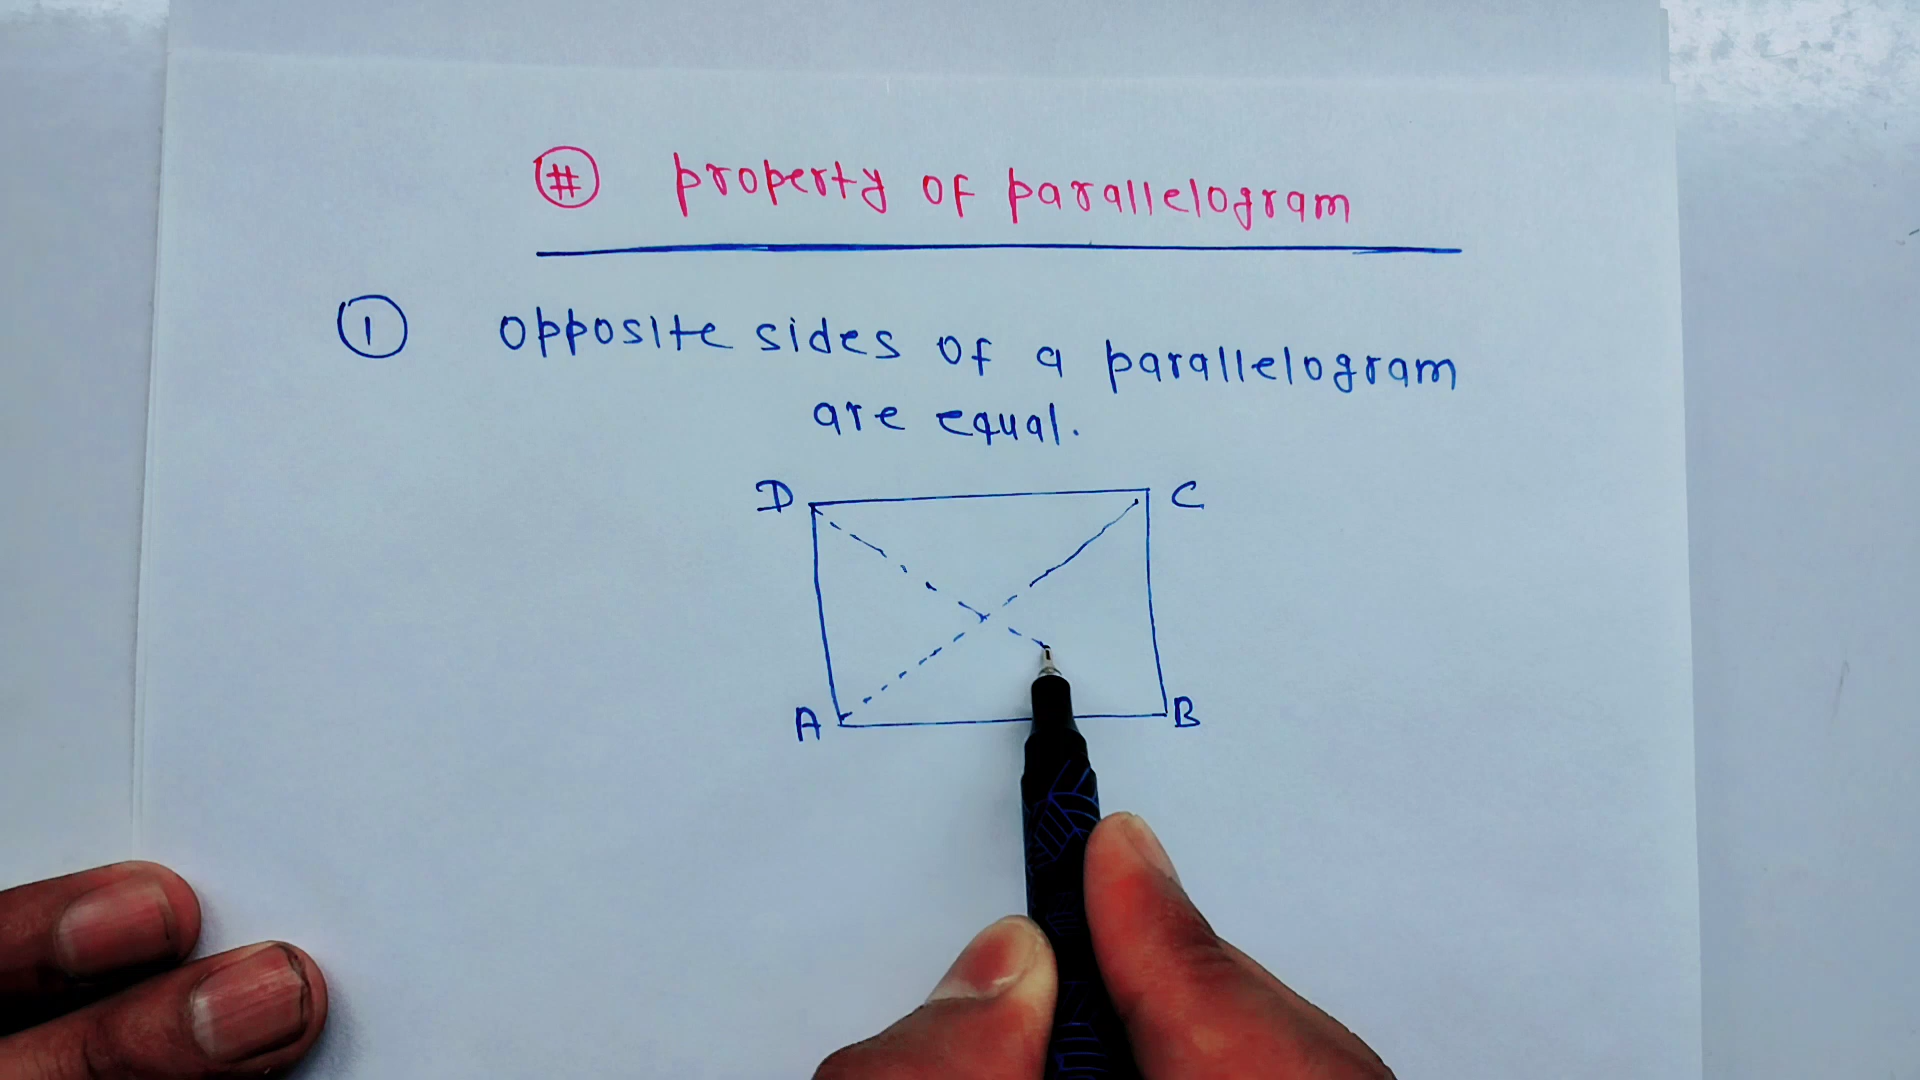 # property of parallelogram
1 opposite sides of a parallelogram
are equal.
D C
A B